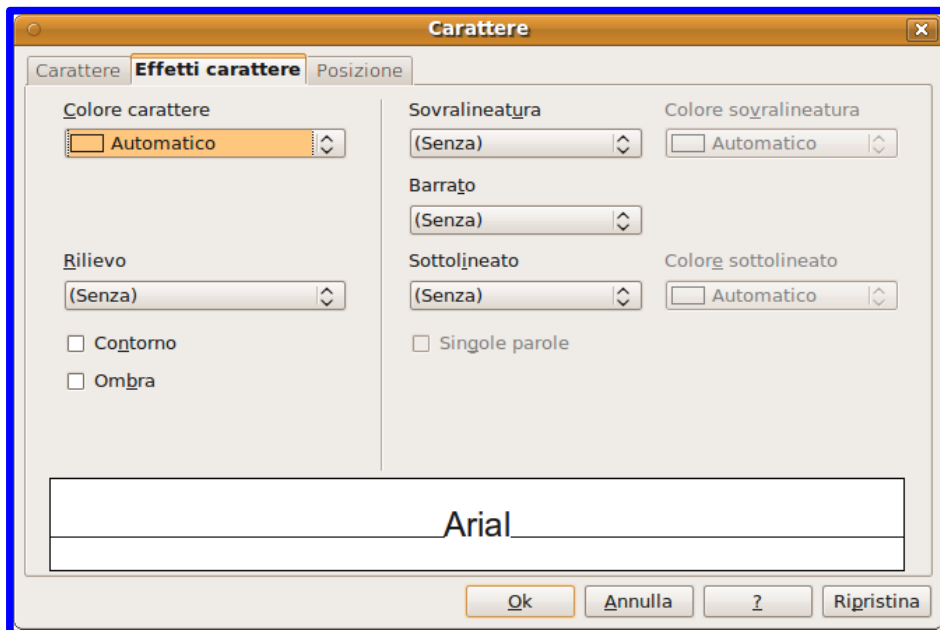 Carattere
Carattere Effetti carattere Posizione
Colore carattere Sovralineatura Colore sovralineatura
Automatico (Senza) Automatico
Barrato
(Senza)
Rilievo Sottolineato Colore sottolineato
(Senza) (Senza) Automatico
Contorno Singole parole
Ombra
Arial
Ok Annulla ? Ripristina